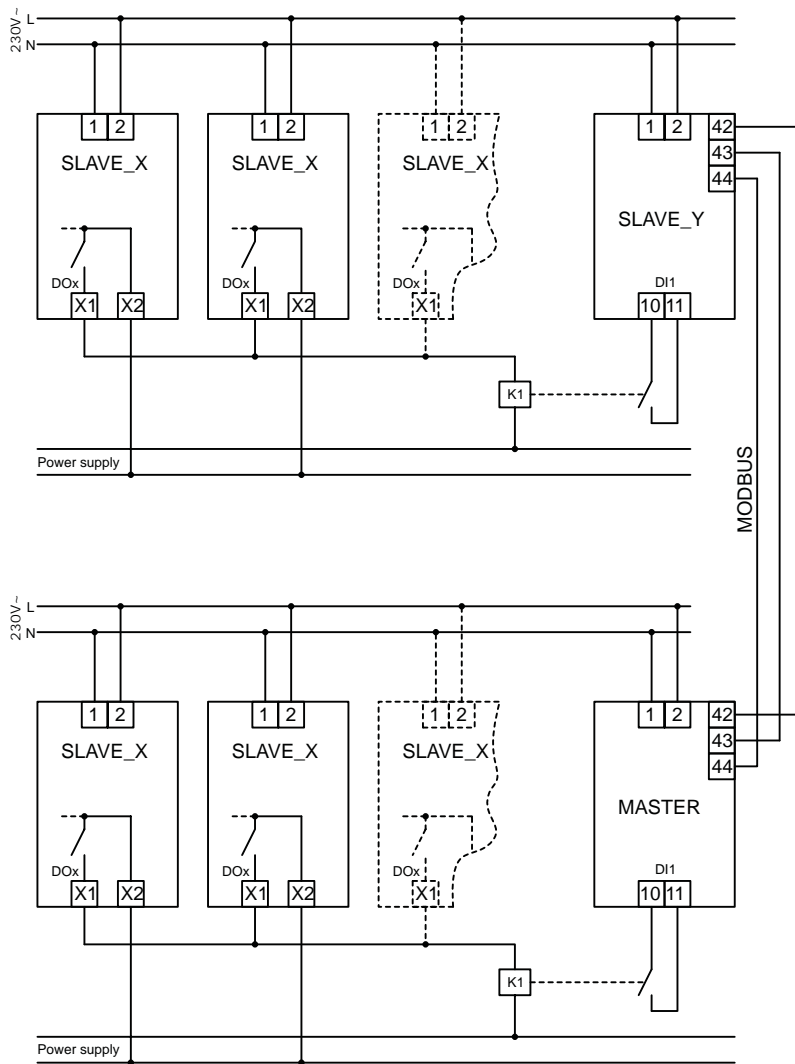 230V~ L
N
1 2 1 2 1 2 1 2 42
43
44
SLAVE_X SLAVE_X SLAVE_X
SLAVE_Y
DOx DOx DOx DI1
X1 X2 X1 X2 X1 10 11
K1
Power supply
MODBUS
230V~ L
N
1 2 1 2 1 2 1 2 42
43
44
SLAVE_X SLAVE_X SLAVE_X
MASTER
DOx DOx DOx DI1
X1 X2 X1 X2 X1 10 11
K1
Power supply